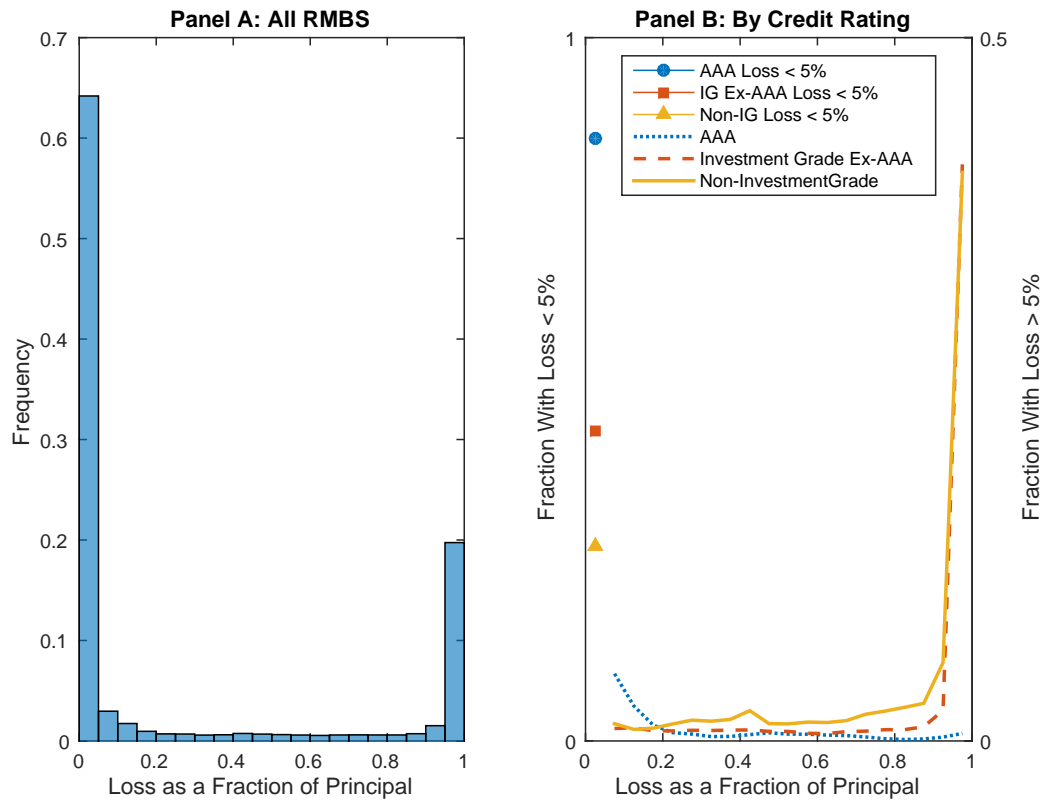 Panel A: All RMBS
0.7
0.6
0.5
0.4
0.3
0.2
0.1
0
Frequency
0 0.2 0.4 0.6 0.8 1
Loss as a Fraction of Principal
Panel B: By Credit Rating
1
0
Fraction With Loss < 5%
AAA Loss < 5%
IG Ex-AAA Loss < 5%
Non-IG Loss < 5%
AAA
Investment Grade Ex-AAA
Non-InvestmentGrade
0.5
0
Fraction With Loss > 5%
0 0.2 0.4 0.6 0.8 1
Loss as a Fraction of Principal